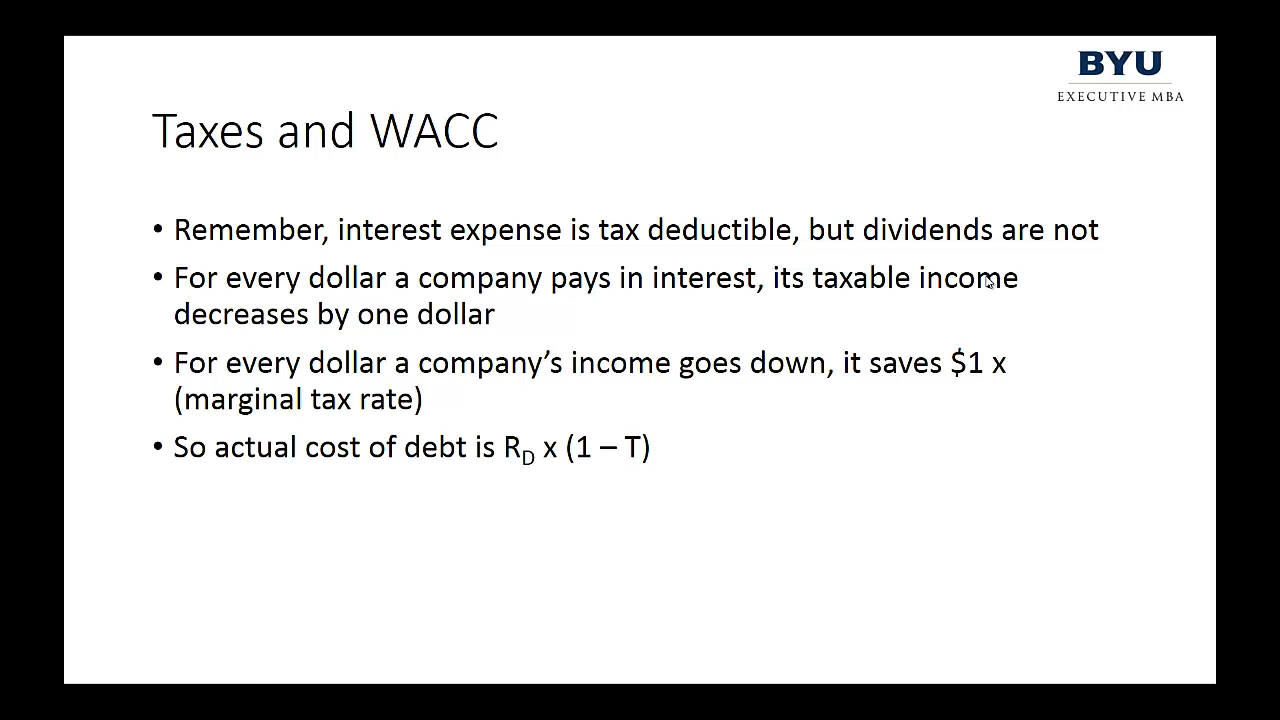 BYU
EXECUTIVE MBA
Taxes and WACC
• Remember, interest expense is tax deductible, but dividends are not
• For every dollar a company pays in interest, its taxable income
decreases by one dollar
• For every dollar a company’s income goes down, it saves $1 x
(marginal tax rate)
• So actual cost of debt is RD x (1 – T)